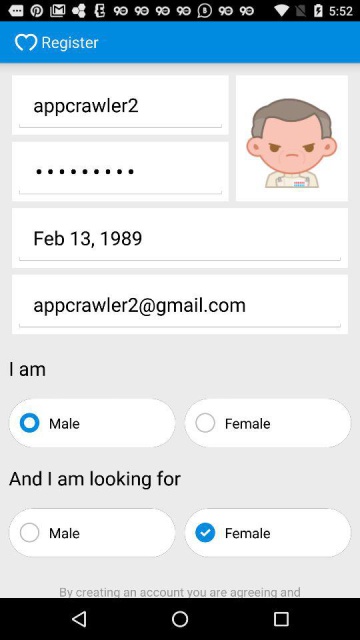 5:52
Register
appcrawler2
•••••••••
Feb 13, 1989
appcrawler2@gmail.com
I am
Male
Female
And I am looking for
Male
Female
By creating an account you are agreeing and